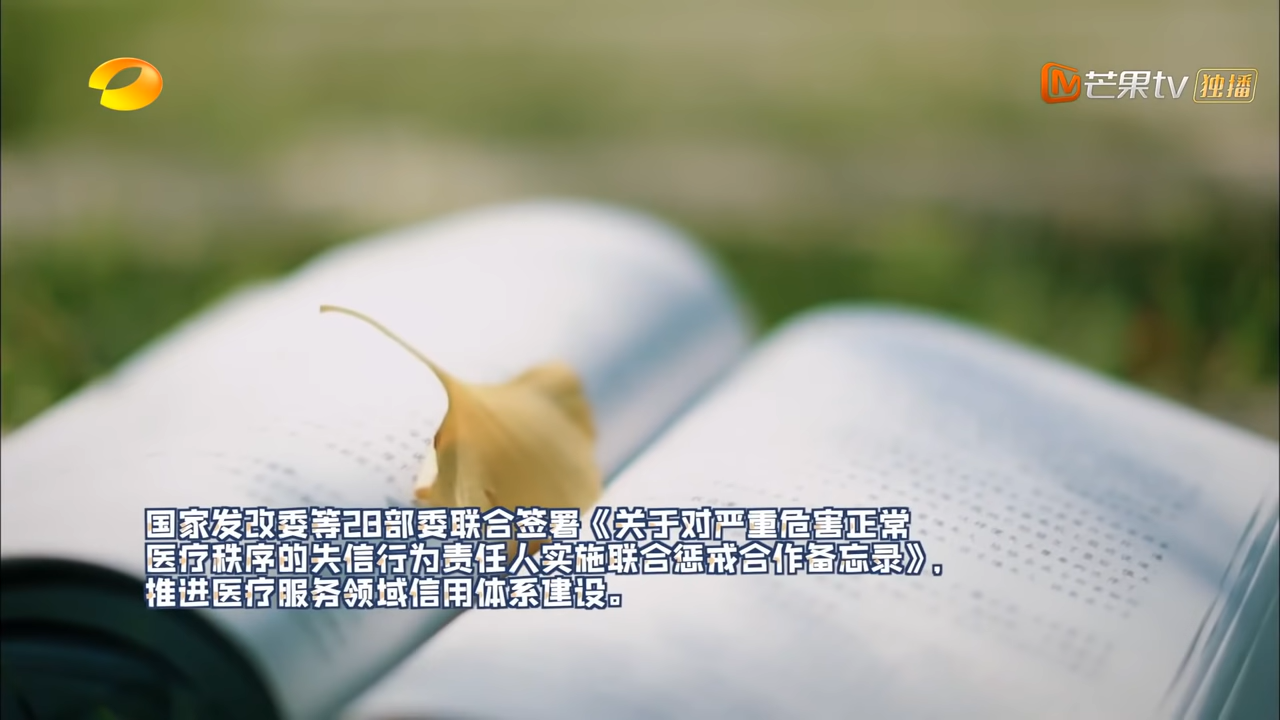 芒果tv 独播
国家发改委等28部委联合签署《关于对严重危害正常
医疗秩序的失信行为责任人实施联合惩戒合作备忘录》,
推进医疗服务领域信用体系建设。